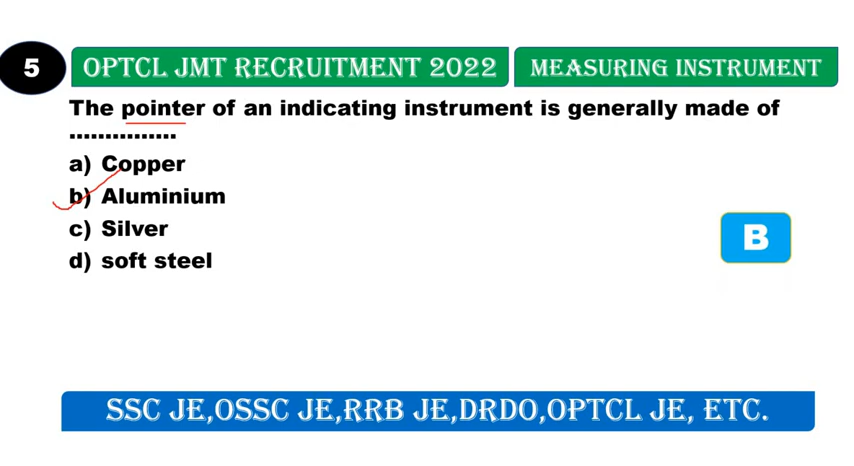 5
OPTCL JMT RECRUITMENT 2022
MEASURING INSTRUMENT
The pointer of an indicating instrument is generally made of
...............
a) Copper
b) Aluminium
c) Silver
d) soft steel
B
SSC JE,OSSC JE,RRB JE,DRDO,OPTCL JE, ETC.